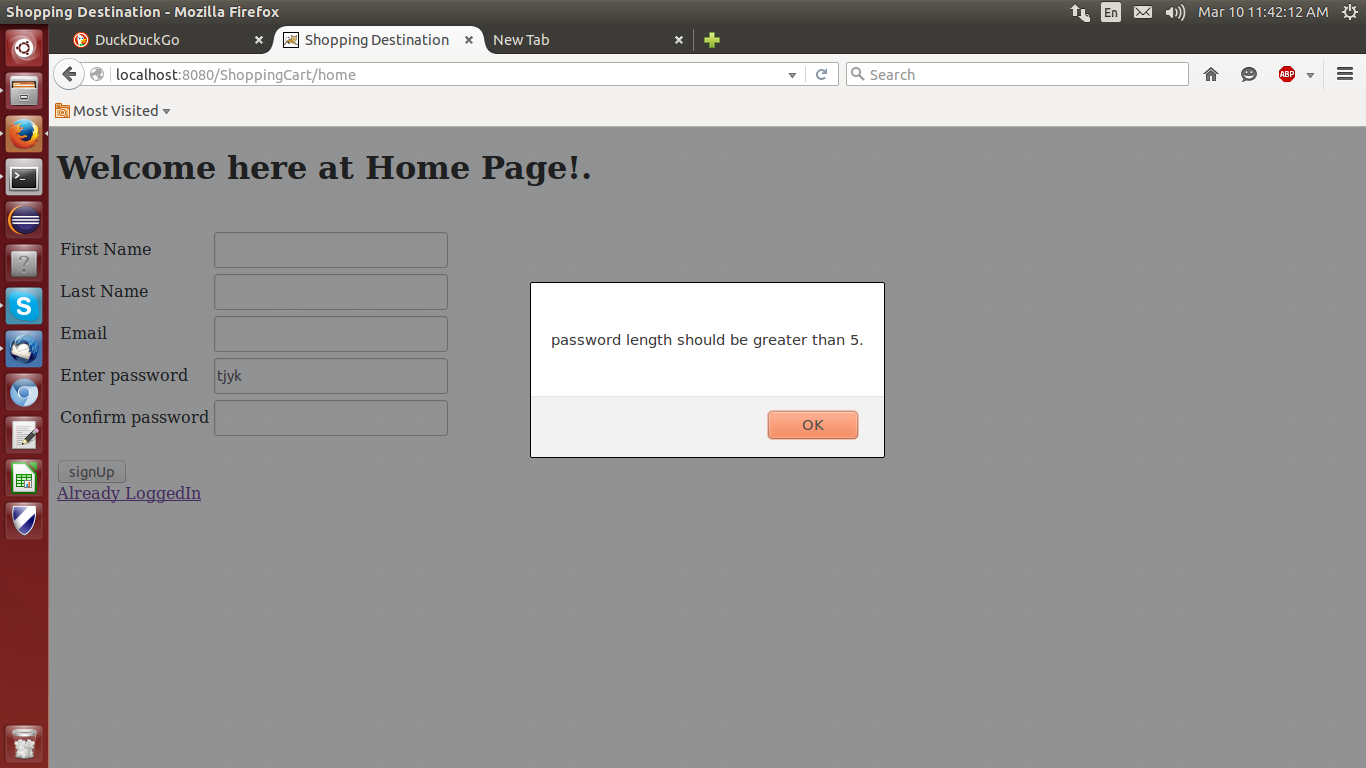 Shopping Destination - Mozilla Firefox
En
Mar 10 11:42:12 AM
DuckDuckGo
Shopping Destination
New Tab
localhost:8080/ShoppingCart/home
Search
ABP
Most Visited
Welcome here at Home Page!.
First Name
Last Name
Email
Enter password
tjyk
Confirm password
signUp
Already LoggedIn
password length should be greater than 5.
OK